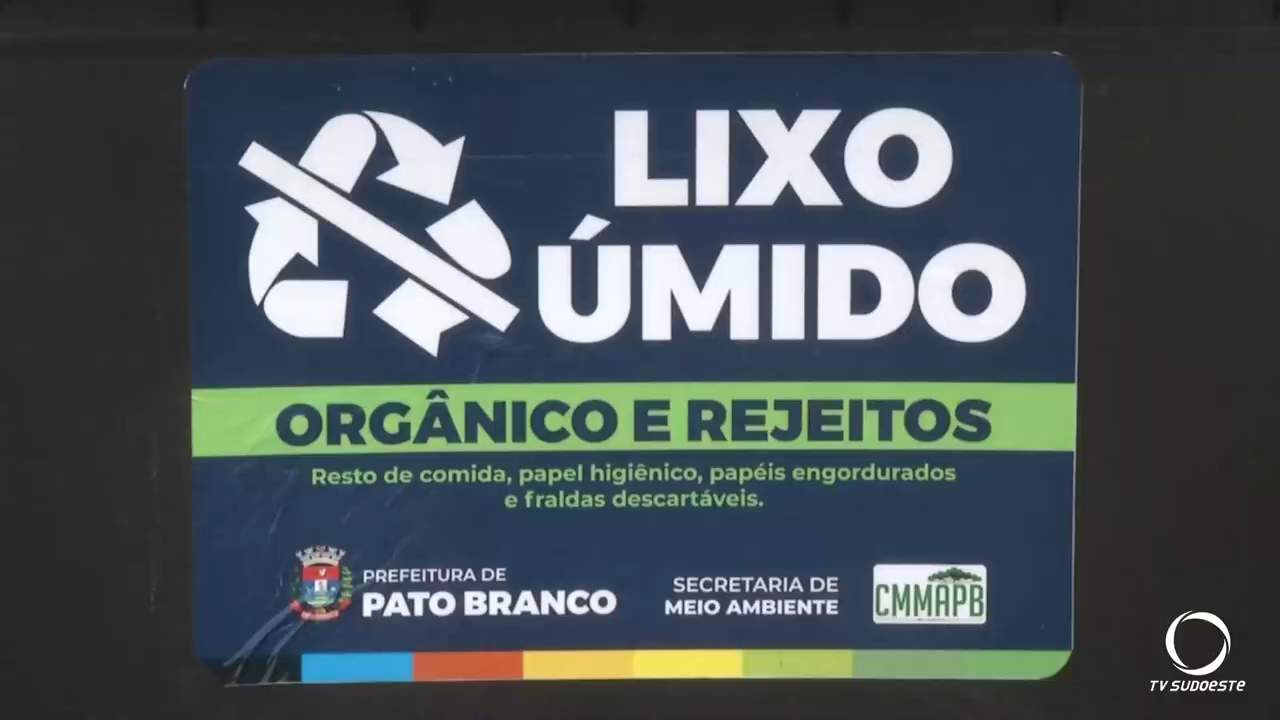 LIXO
ÚMIDO
ORGÂNICO E REJEITOS
Resto de comida, papel higiênico, papéis engordurados
e fraldas descartáveis.
PREFEITURA DE
PATO BRANCO
SECRETARIA DE
MEIO AMBIENTE
CMMAPB
TV SUDOESTE